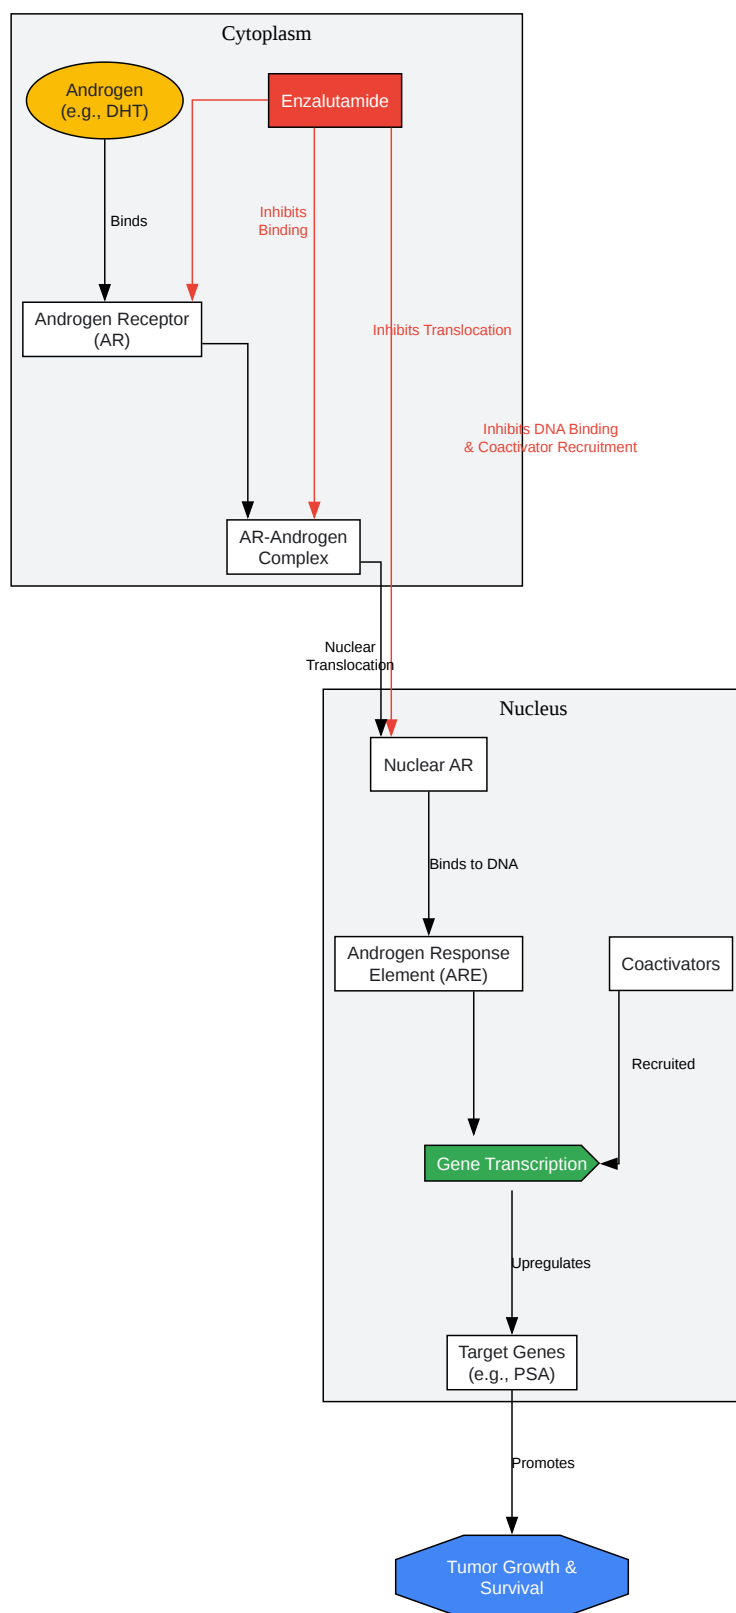 Cytoplasm
Androgen
(e.g., DHT)
Enzalutamide
Binds
Inhibits
Binding
Androgen Receptor
(AR)
Inhibits Translocation
Inhibits DNA Binding
& Coactivator Recruitment
AR-Androgen
Complex
Nuclear
Translocation
Nucleus
Nuclear AR
Binds to DNA
Androgen Response
Element (ARE)
Coactivators
Recruited
Gene Transcription
Upregulates
Target Genes
(e.g., PSA)
Promotes
Tumor Growth &
Survival